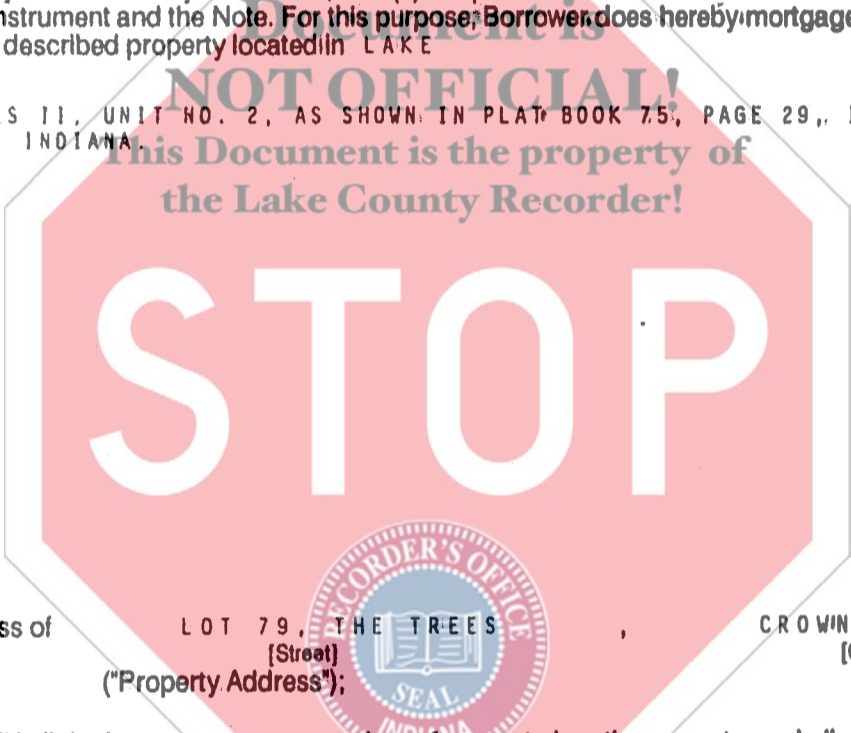 nstrument and the Note. For this purpose, Borrower does hereby mortgage
Document is
described property located in LAKE
NOT OFFICIAL!
S II, UNIT NO. 2, AS SHOWN IN PLAT BOOK 75, PAGE 29,
INDIANA.
This Document is the property of
the Lake County Recorder!
STOP
RECORDER'S OFFICE
ss of LOT 79, THE TREES , CROWN
[Street]
("Property Address");
SEAL
INDIANA